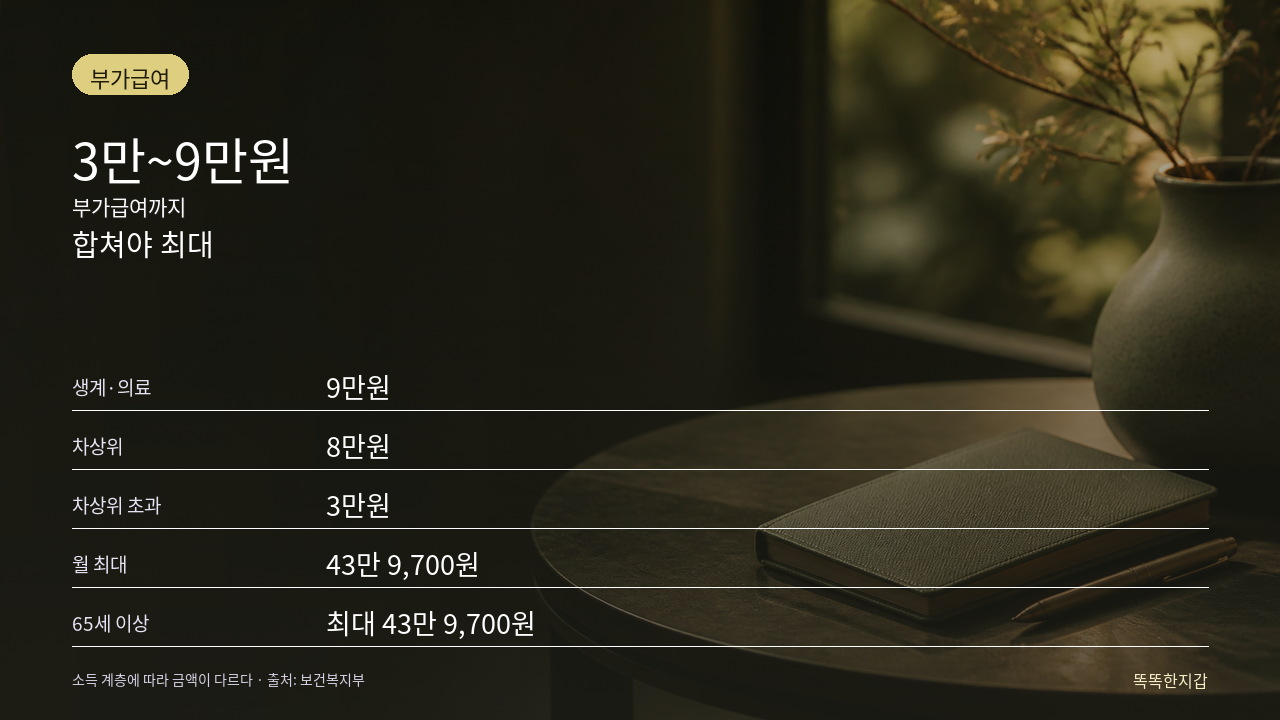 부가급여
3만~9만원
부가급여까지
합쳐야 최대
생계·의료 9만원
차상위 8만원
차상위 초과 3만원
월 최대 43만 9,700원
65세 이상 최대 43만 9,700원
소득 계층에 따라 금액이 다르다 · 출처: 보건복지부
똑똑한지갑